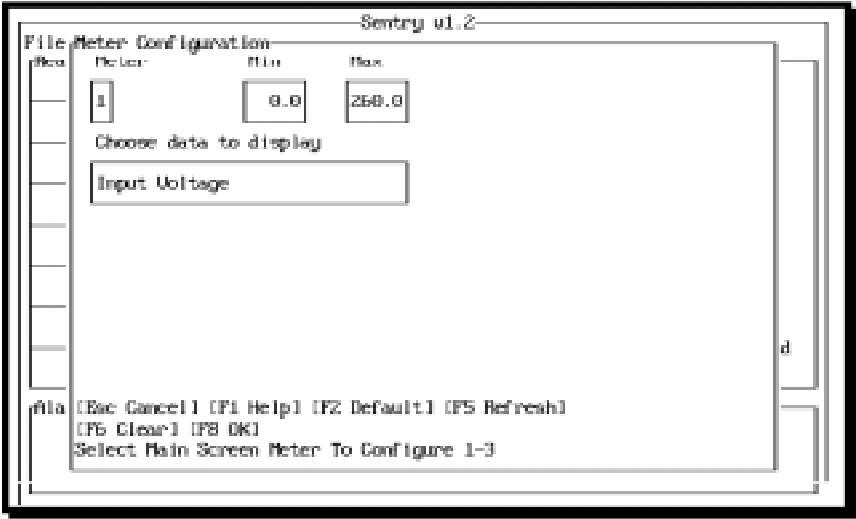 Sentry v1.2
File Meter Configuration
Rea Meter Min Max
1 0.0 260.0
Choose data to display
Input Voltage
d
Ala [Esc Cancel] [F1 Help] [F2 Default] [F5 Refresh]
[F6 Clear] [F8 OK]
Select Main Screen Meter To Configure 1-3